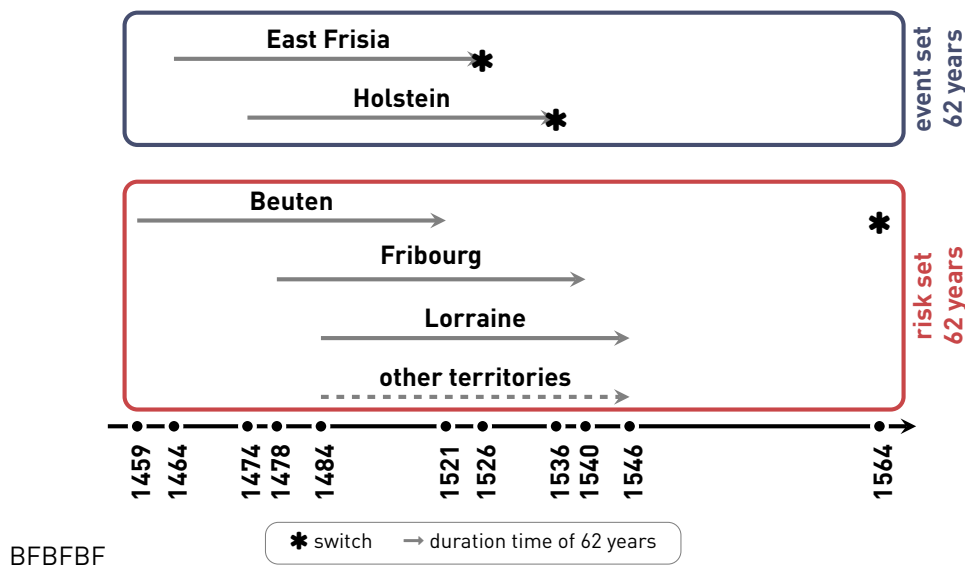 East Frisia
Holstein
event set
62 years
Beuten
Fribourg
Lorraine
other territories
risk set
62 years
1459
1464
1474
1478
1484
1521
1526
1536
1540
1546
1564
switch
duration time of 62 years
BFBFBF